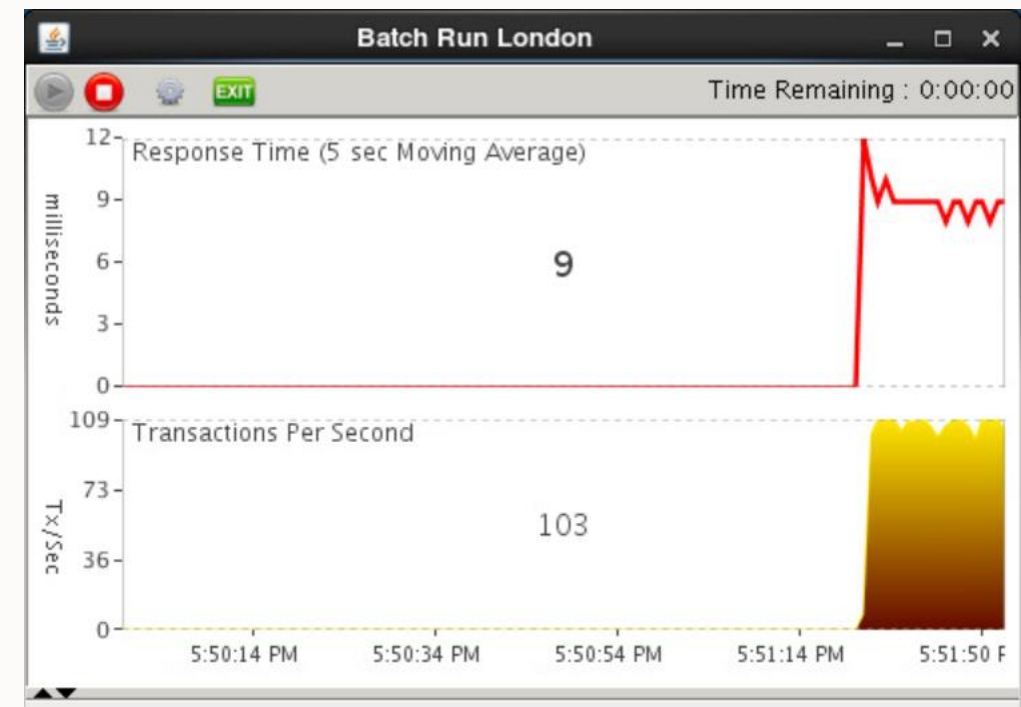 Batch Run London
EXIT
Time Remaining : 0:00:00
Response Time (5 sec Moving Average)
milliseconds
12
9
6
3
0
9
Transactions Per Second
Tx/Sec
109
73
36
0
103
5:50:14 PM 5:50:34 PM 5:50:54 PM 5:51:14 PM 5:51:50 P